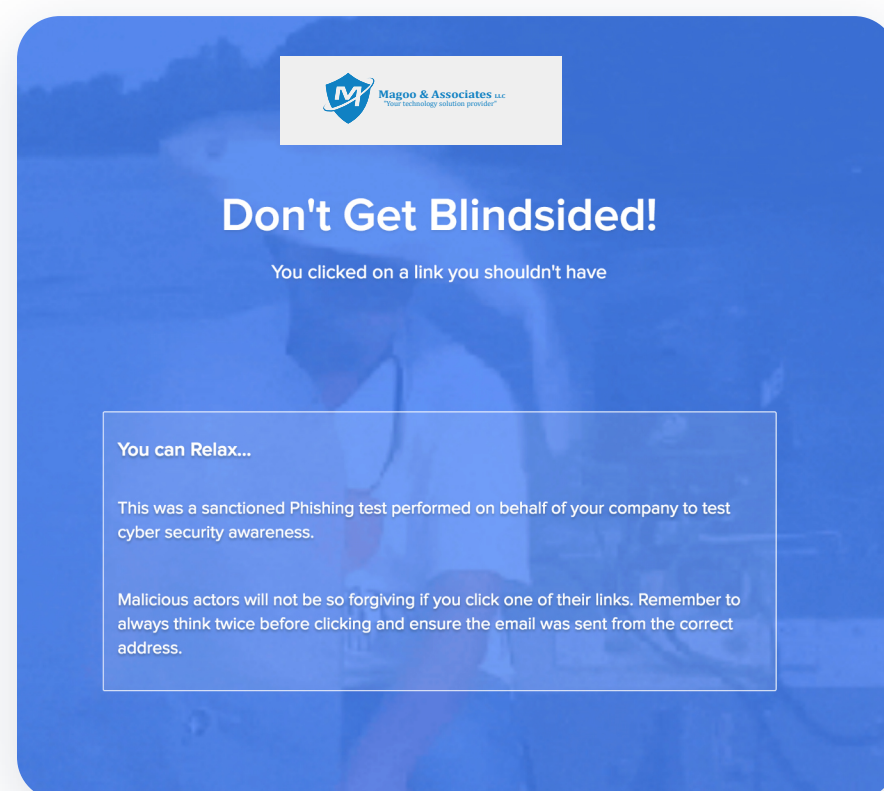 M
Magoo & Associates LLC
"Your technology solution provider"
Don't Get Blindsided!
You clicked on a link you shouldn't have
You can Relax...
This was a sanctioned Phishing test performed on behalf of your company to test
cyber security awareness.
Malicious actors will not be so forgiving if you click one of their links. Remember to
always think twice before clicking and ensure the email was sent from the correct
address.